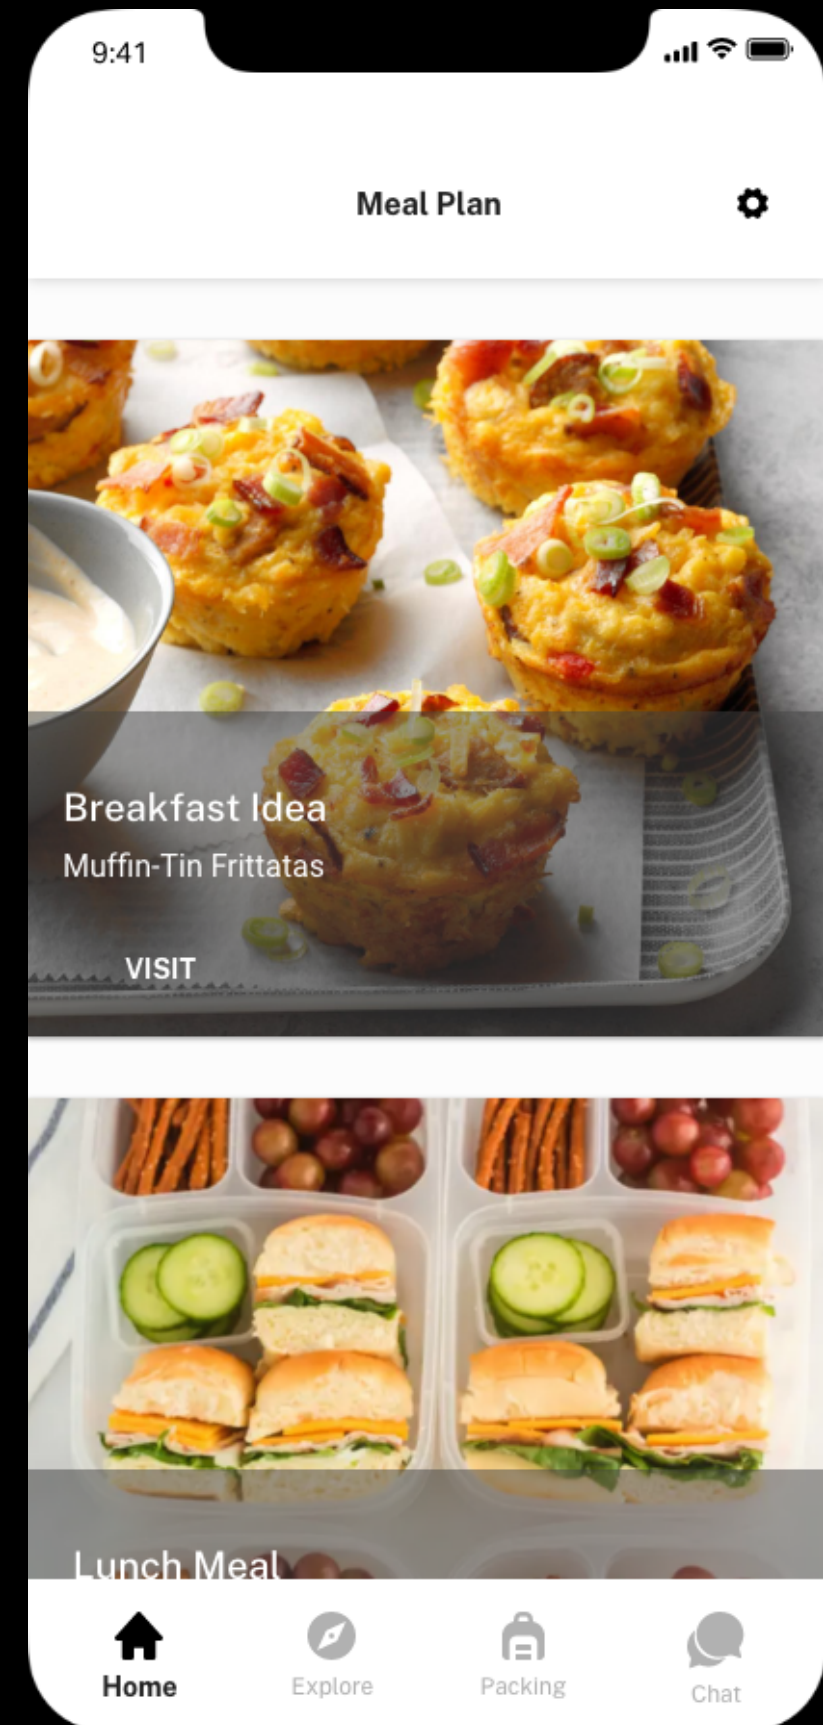 9:41
Meal Plan
Breakfast Idea
Muffin-Tin Frittatas
VISIT
Lunch Meal
Home
Explore
Packing
Chat